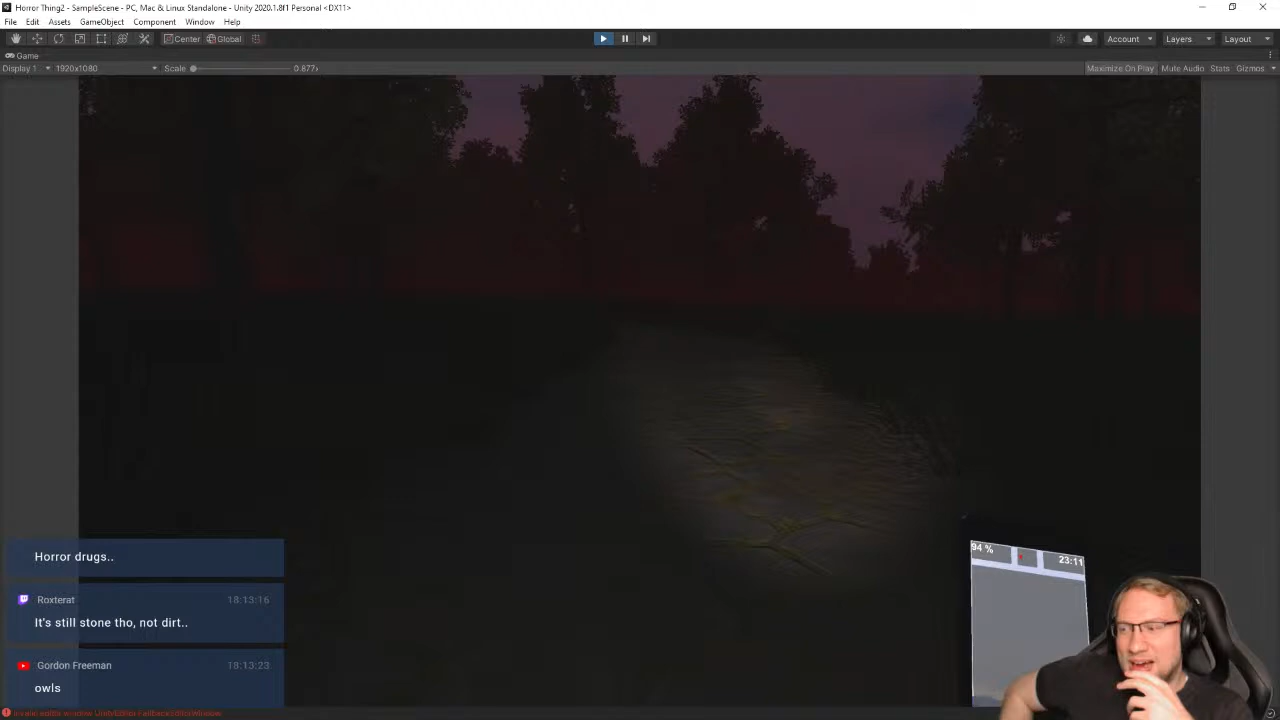 Horror Thing2 - SampleScene - PC, Mac & Linux Standalone - Unity 2020.1.8f1 Personal <DX11>
File Edit Assets GameObject Component Window Help
Center Global Account Layers Layout
Game
Display 1 1920x1080 Scale 0.877x Maximize On Play Mute Audio Stats Gizmos
94 % 23:11
Horror drugs..
Roxterat 18:13:16
It's still stone tho, not dirt..
Gordon Freeman 18:13:23
owls